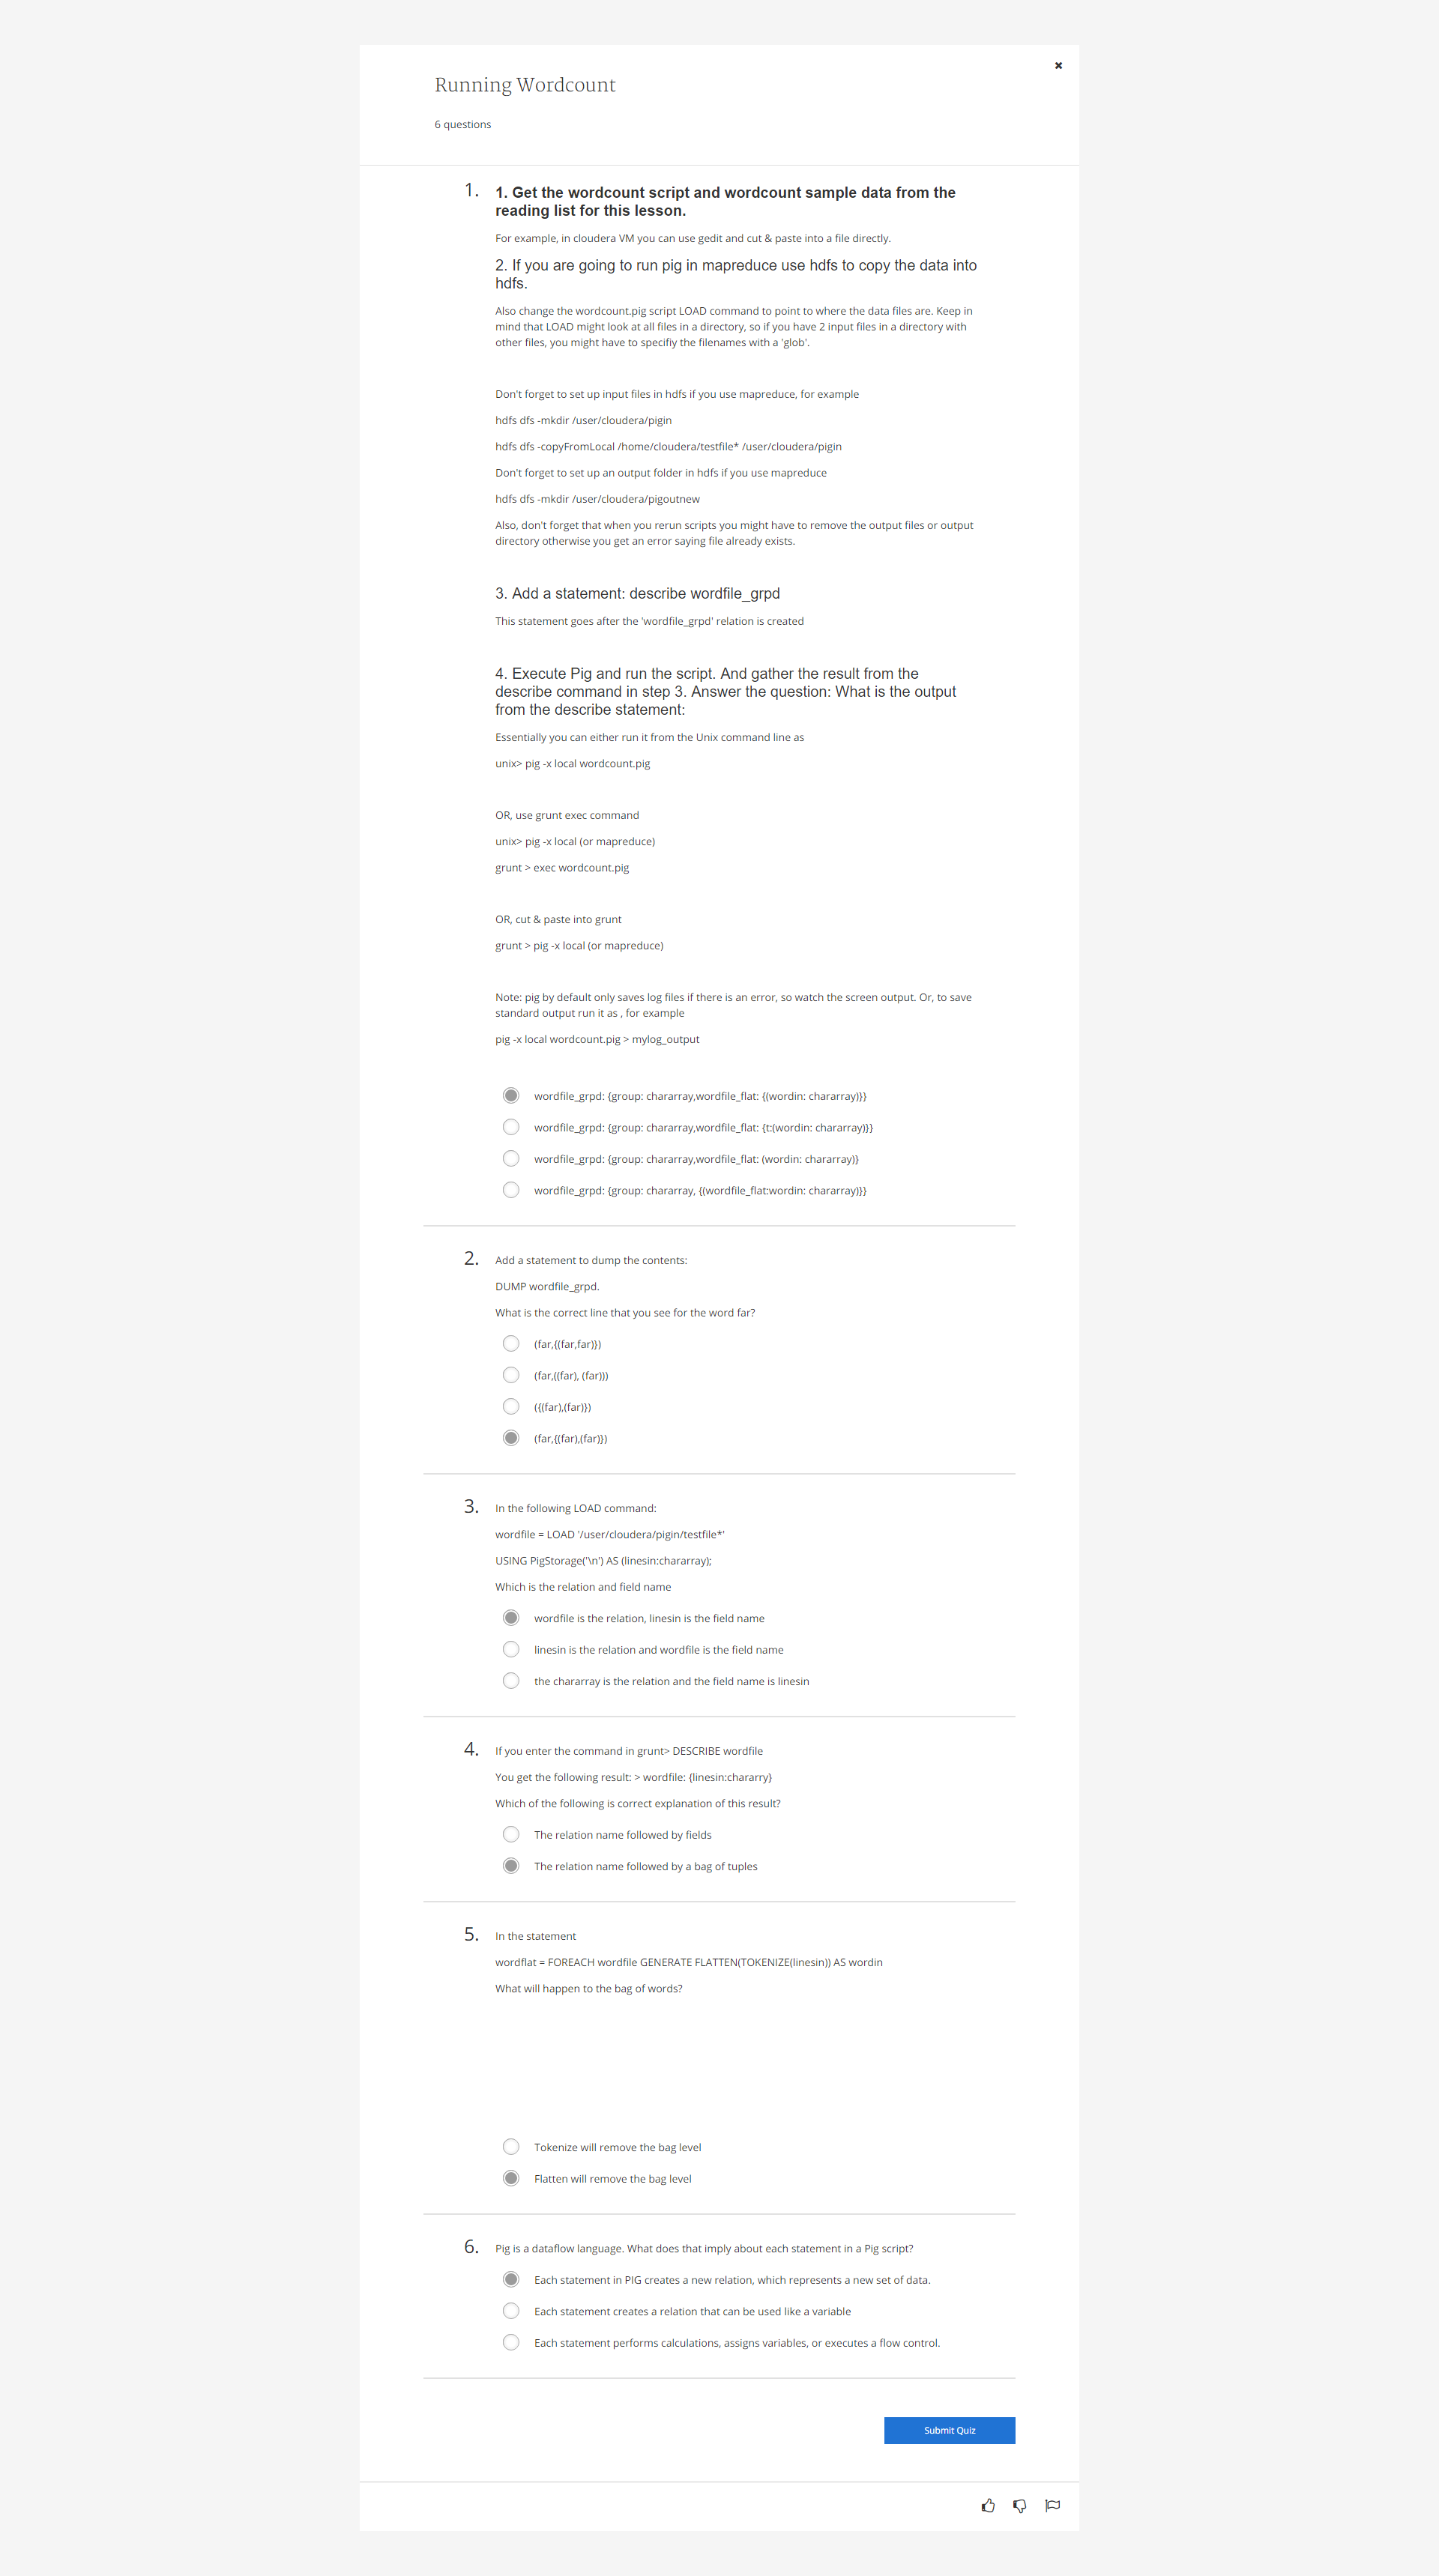 Running Wordcount
6 questions
1. 1. Get the wordcount script and wordcount sample data from the
reading list for this lesson.
For example, in cloudera VM you can use gedit and cut & paste into a file directly.
2. If you are going to run pig in mapreduce use hdfs to copy the data into
hdfs.
Also change the wordcount.pig script LOAD command to point to where the data files are. Keep in
mind that LOAD might look at all files in a directory, so if you have 2 input files in a directory with
other files, you might have to specifiy the filenames with a 'glob'.
Don't forget to set up input files in hdfs if you use mapreduce, for example
hdfs dfs -mkdir /user/cloudera/pigin
hdfs dfs -copyFromLocal /home/cloudera/testfile* /user/cloudera/pigin
Don't forget to set up an output folder in hdfs if you use mapreduce
hdfs dfs -mkdir /user/cloudera/pigoutnew
Also, don't forget that when you rerun scripts you might have to remove the output files or output
directory otherwise you get an error saying file already exists.
3. Add a statement: describe wordfile_grpd
This statement goes after the 'wordfile_grpd' relation is created
4. Execute Pig and run the script. And gather the result from the
describe command in step 3. Answer the question: What is the output
from the describe statement:
Essentially you can either run it from the Unix command line as
unix> pig -x local wordcount.pig
OR, use grunt exec command
unix> pig -x local (or mapreduce)
grunt > exec wordcount.pig
OR, cut & paste into grunt
grunt > pig -x local (or mapreduce)
Note: pig by default only saves log files if there is an error, so watch the screen output. Or, to save
standard output run it as , for example
pig -x local wordcount.pig > mylog_output
wordfile_grpd: {group: chararray,wordfile_flat: {(wordin: chararray)}}
wordfile_grpd: {group: chararray,wordfile_flat: {t:(wordin: chararray)}}
wordfile_grpd: {group: chararray,wordfile_flat: (wordin: chararray)}
wordfile_grpd: {group: chararray, {(wordfile_flat:wordin: chararray)}}
2. Add a statement to dump the contents:
DUMP wordfile_grpd.
What is the correct line that you see for the word far?
(far,{(far,far)})
(far,((far), (far)))
({(far),(far)})
(far,{(far),(far)})
3. In the following LOAD command:
wordfile = LOAD '/user/cloudera/pigin/testfile*'
USING PigStorage('\n') AS (linesin:chararray);
Which is the relation and field name
wordfile is the relation, linesin is the field name
linesin is the relation and wordfile is the field name
the chararray is the relation and the field name is linesin
4. If you enter the command in grunt> DESCRIBE wordfile
You get the following result: > wordfile: {linesin:chararry}
Which of the following is correct explanation of this result?
The relation name followed by fields
The relation name followed by a bag of tuples
5. In the statement
wordflat = FOREACH wordfile GENERATE FLATTEN(TOKENIZE(linesin)) AS wordin
What will happen to the bag of words?
Tokenize will remove the bag level
Flatten will remove the bag level
6. Pig is a dataflow language. What does that imply about each statement in a Pig script?
Each statement in PIG creates a new relation, which represents a new set of data.
Each statement creates a relation that can be used like a variable
Each statement performs calculations, assigns variables, or executes a flow control.
Submit Quiz